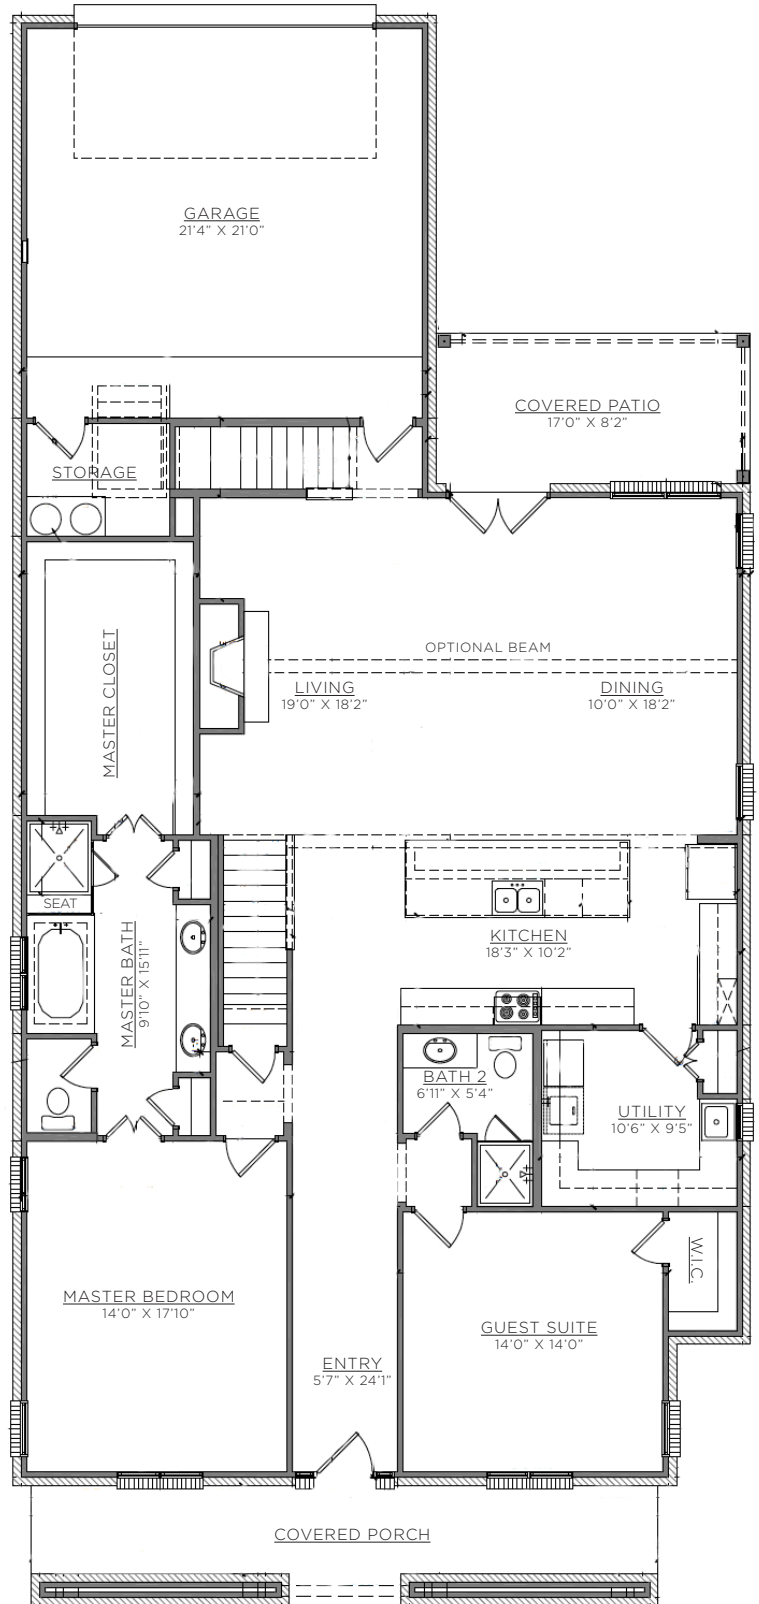 GARAGE
21'4" X 21'0"
COVERED PATIO
17'0" X 8'2"
STORAGE
OPTIONAL BEAM
MASTER CLOSET
LIVING
19'0" X 18'2"
DINING
10'0" X 18'2"
SEAT
KITCHEN
18'3" X 10'2"
MASTER BATH
9'10" X 15'11"
BATH 2
6'11" X 5'4"
UTILITY
10'6" X 9'5"
W.I.C.
MASTER BEDROOM
14'0" X 17'10"
GUEST SUITE
14'0" X 14'0"
ENTRY
5'7" X 24'1"
COVERED PORCH